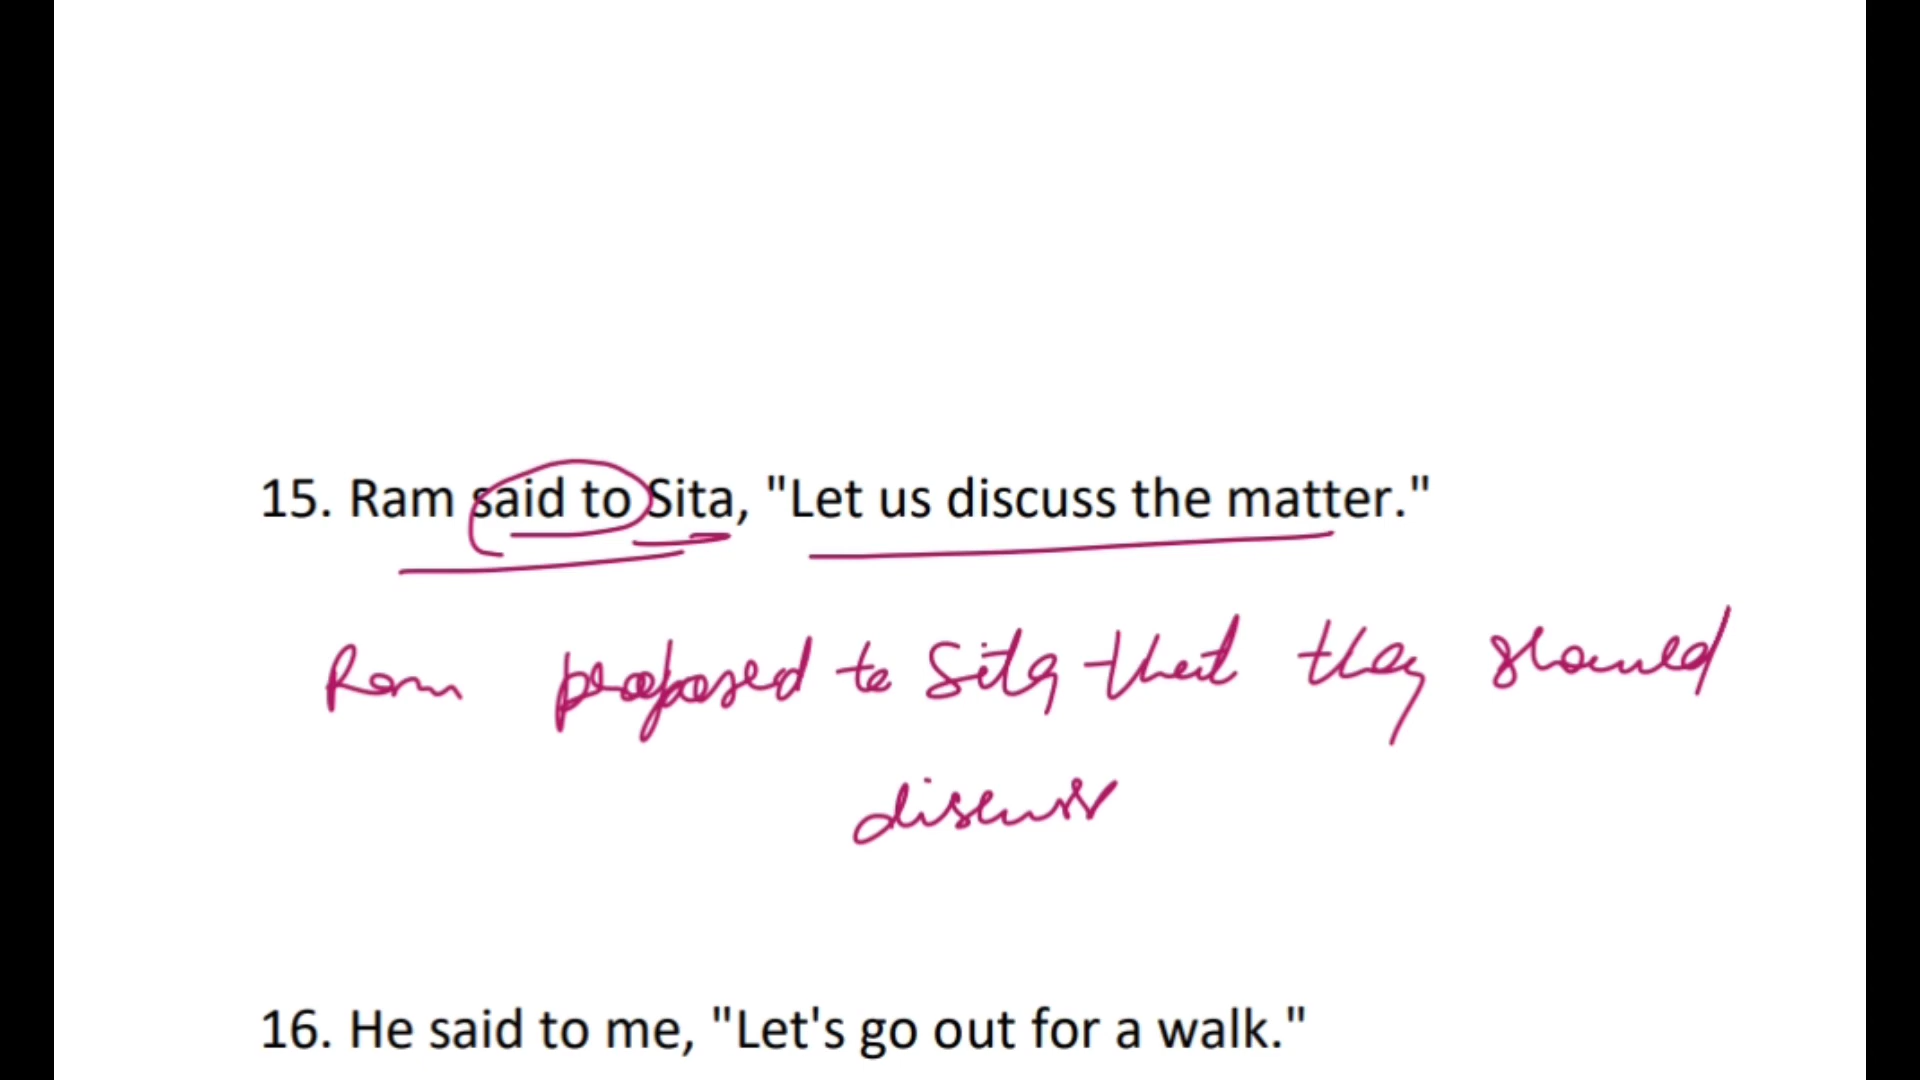 15. Ram said to Sita, "Let us discuss the matter."
Ram proposed to Sita that they should
discuss
16. He said to me, "Let's go out for a walk."